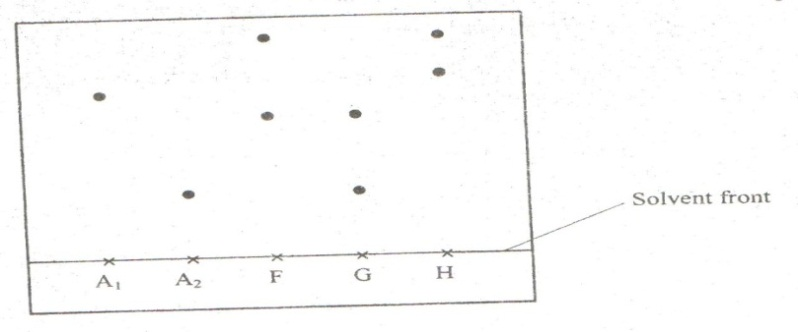 Solvent front
A₁ A₂ F G H